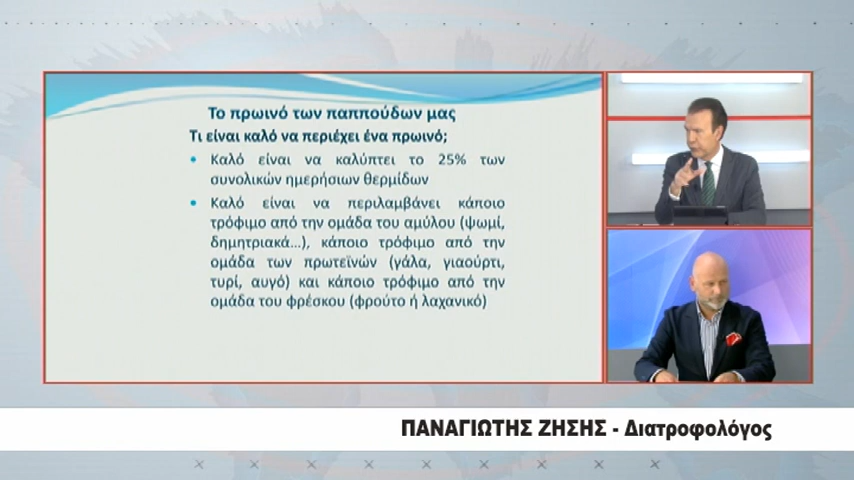 Το πρωινό των παππούδων μας
Τι είναι καλό να περιέχει ένα πρωινό;
• Καλό είναι να καλύπτει το 25% των
συνολικών ημερήσιων θερμίδων
• Καλό είναι να περιλαμβάνει κάποιο
τρόφιμο από την ομάδα του αμύλου (ψωμί,
δημητριακά...), κάποιο τρόφιμο από την
ομάδα των πρωτεϊνών (γάλα, γιαούρτι,
τυρί, αυγό) και κάποιο τρόφιμο από την
ομάδα του φρέσκου (φρούτο ή λαχανικό)
ΠΑΝΑΓΙΩΤΗΣ ΖΗΣΗΣ - Διατροφολόγος